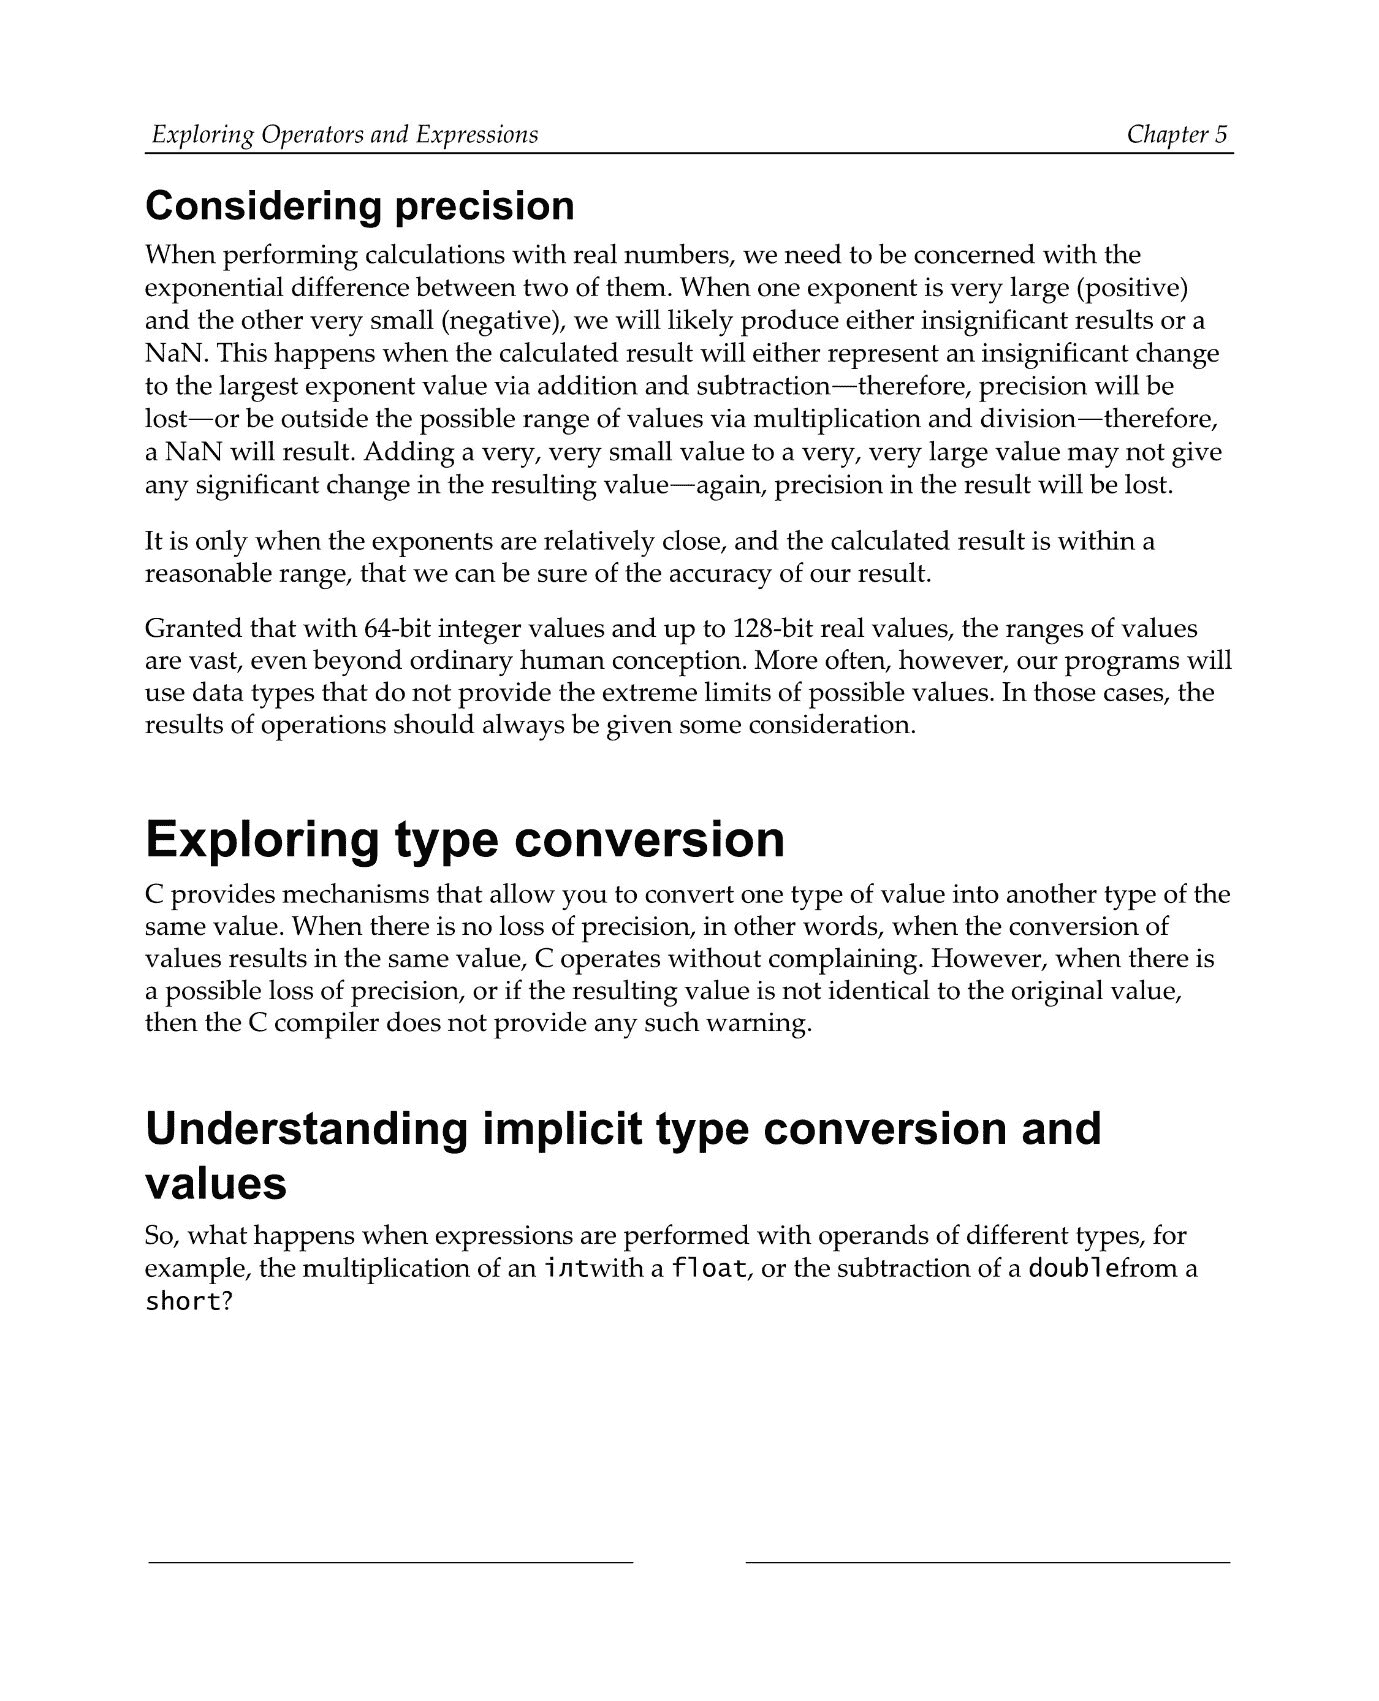 Exploring Operators and Expressions Chapter 5
Considering precision
When performing calculations with real numbers, we need to be concerned with the
exponential difference between two of them. When one exponent is very large (positive)
and the other very small (negative), we will likely produce either insignificant results or a
NaN. This happens when the calculated result will either represent an insignificant change
to the largest exponent value via addition and subtraction—therefore, precision will be
lost—or be outside the possible range of values via multiplication and division—therefore,
a NaN will result. Adding a very, very small value to a very, very large value may not give
any significant change in the resulting value—again, precision in the result will be lost.
It is only when the exponents are relatively close, and the calculated result is within a
reasonable range, that we can be sure of the accuracy of our result.
Granted that with 64-bit integer values and up to 128-bit real values, the ranges of values
are vast, even beyond ordinary human conception. More often, however, our programs will
use data types that do not provide the extreme limits of possible values. In those cases, the
results of operations should always be given some consideration.
Exploring type conversion
C provides mechanisms that allow you to convert one type of value into another type of the
same value. When there is no loss of precision, in other words, when the conversion of
values results in the same value, C operates without complaining. However, when there is
a possible loss of precision, or if the resulting value is not identical to the original value,
then the C compiler does not provide any such warning.
Understanding implicit type conversion and
values
So, what happens when expressions are performed with operands of different types, for
example, the multiplication of an iлtwith a float, or the subtraction of a doublefrom a
short?